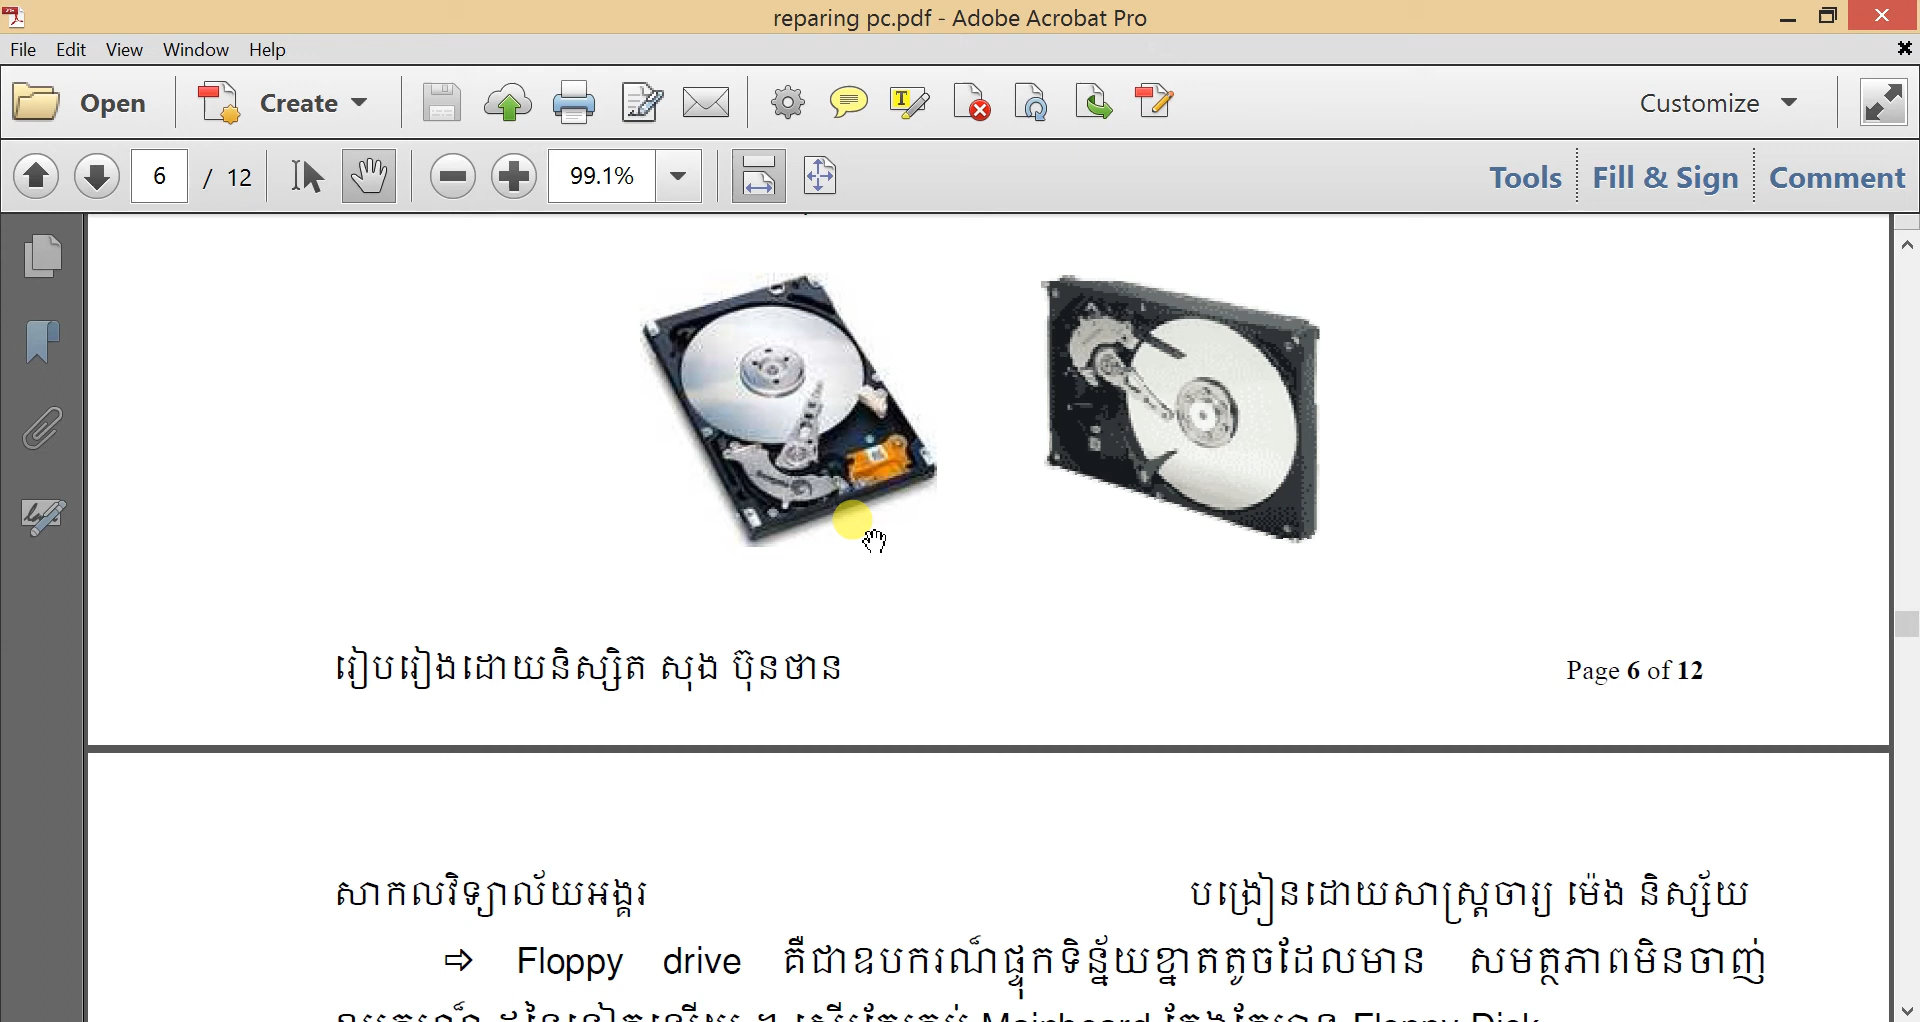 reparing pc.pdf - Adobe Acrobat Pro
File Edit View Window Help
Open Create Customize
6 / 12 99.1% Tools Fill & Sign Comment
រៀបរៀងដោយនិស្សិត សុង ប៊ុនថាន
Page 6 of 12
សាកលវិទ្យាល័យអង្គរ
បង្រៀនដោយសាស្ត្រចារ្យ ម៉េង និស្ស័យ
⇨ Floppy drive គឺជាឧបករណ៏ផ្ទុកទិន្ន័យខ្នាតតូចដែលមាន សមត្ថភាពមិនចាញ់